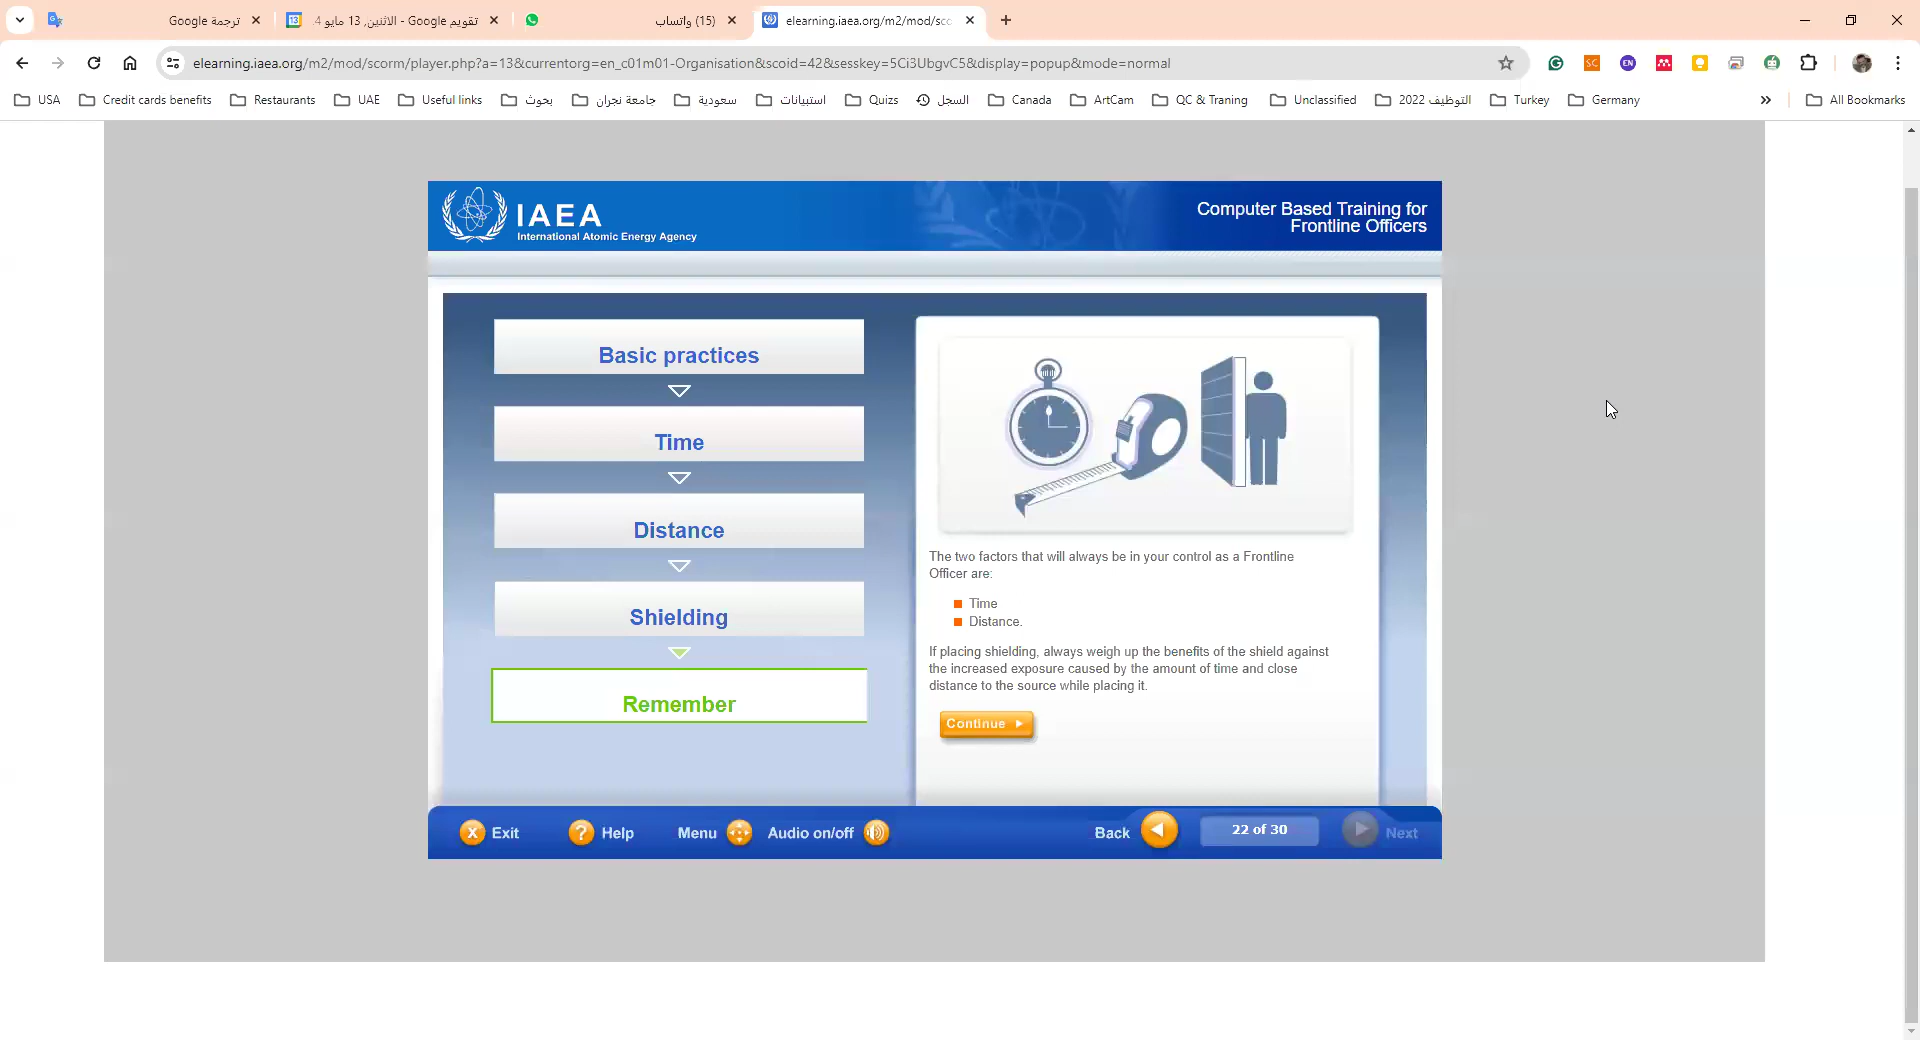 ترجمة Google
تقويم Google - الاثنين, 13 مايو 4.
(15) واتساب
elearning.iaea.org/m2/mod/sco
elearning.iaea.org/m2/mod/scorm/player.php?a=13&currentorg=en_c01m01-Organisation&scoid=42&sesskey=5Ci3UbgvC5&display=popup&mode=normal
USA
Credit cards benefits
Restaurants
UAE
Useful links
بحوث
جامعة نجران
سعودية
استبيانات
Quizs
السجل
Canada
ArtCam
QC & Traning
Unclassified
التوظيف 2022
Turkey
Germany
All Bookmarks
IAEA
International Atomic Energy Agency
Computer Based Training for
Frontline Officers
Basic practices
Time
Distance
Shielding
Remember
The two factors that will always be in your control as a Frontline
Officer are:
Time
Distance.
If placing shielding, always weigh up the benefits of the shield against
the increased exposure caused by the amount of time and close
distance to the source while placing it.
Continue
Exit
Help
Menu
Audio on/off
Back
22 of 30
Next